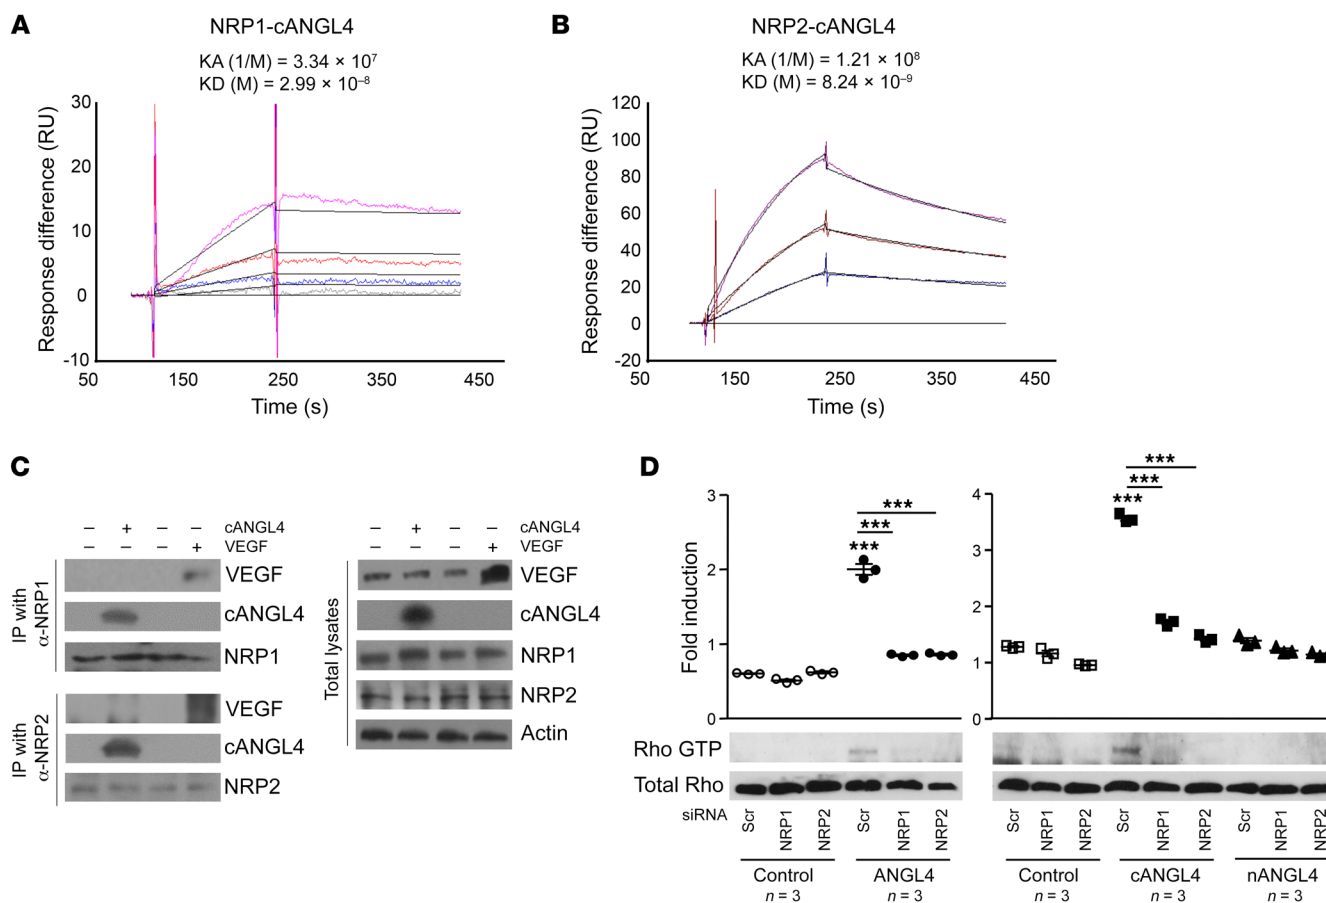 A
NRP1-cANGL4
KA (1/M) = 3.34 × 10⁷
KD (M) = 2.99 × 10⁻⁸
Response difference (RU)
30
20
10
0
-10
50
150
250
350
450
Time (s)
B
NRP2-cANGL4
KA (1/M) = 1.21 × 10⁸
KD (M) = 8.24 × 10⁻⁹
Response difference (RU)
120
100
80
60
40
20
0
-20
50
150
250
350
450
Time (s)
C
– + – – cANGL4
– – – + VEGF
IP with α-NRP1
VEGF
cANGL4
NRP1
IP with α-NRP2
VEGF
cANGL4
NRP2
– + – – cANGL4
– – – + VEGF
Total lysates
VEGF
cANGL4
NRP1
NRP2
Actin
D
Fold induction
3
2
1
0
***
***
***
4
3
2
1
0
***
***
***
Rho GTP
Total Rho
siRNA
Scr NRP1 NRP2 Scr NRP1 NRP2
Control ANGL4
n = 3 n = 3
Scr NRP1 NRP2 Scr NRP1 NRP2 Scr NRP1 NRP2
Control cANGL4 nANGL4
n = 3 n = 3 n = 3